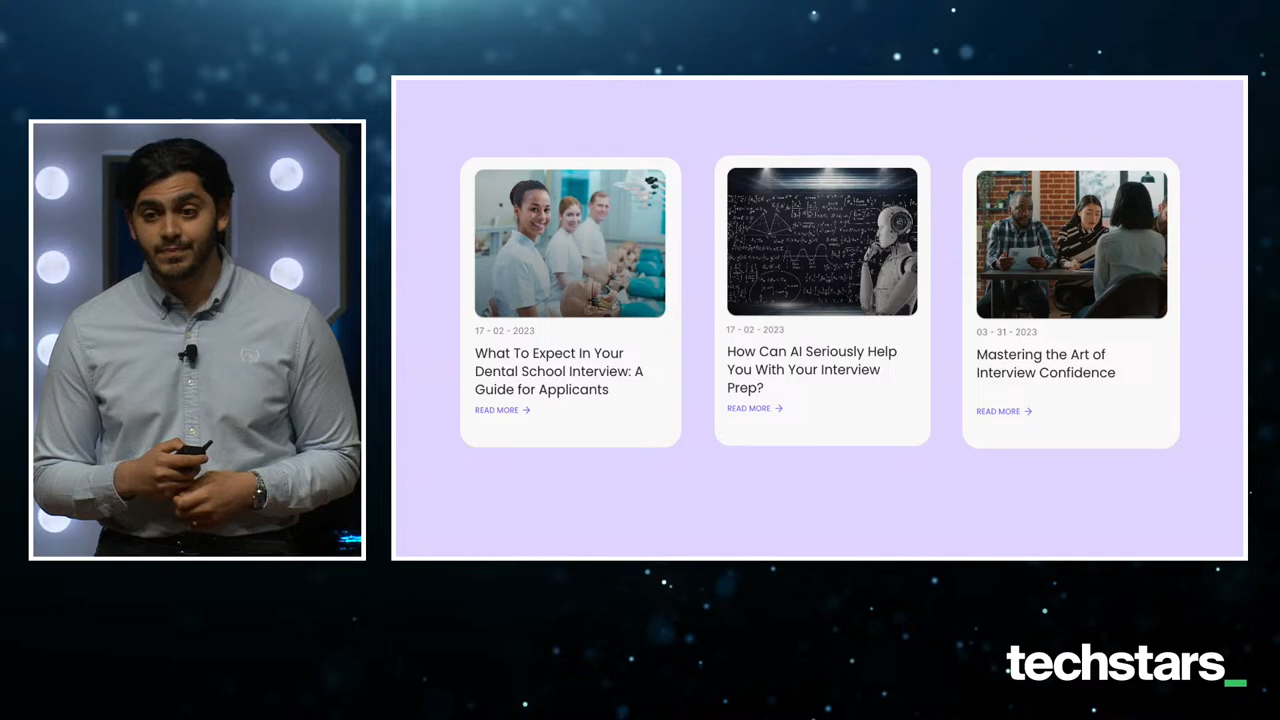 17 - 02 - 2023
What To Expect In Your
Dental School Interview: A
Guide for Applicants
READ MORE →
17 - 02 - 2023
How Can AI Seriously Help
You With Your Interview
Prep?
READ MORE →
03 - 31 - 2023
Mastering the Art of
Interview Confidence
READ MORE →
techstars_